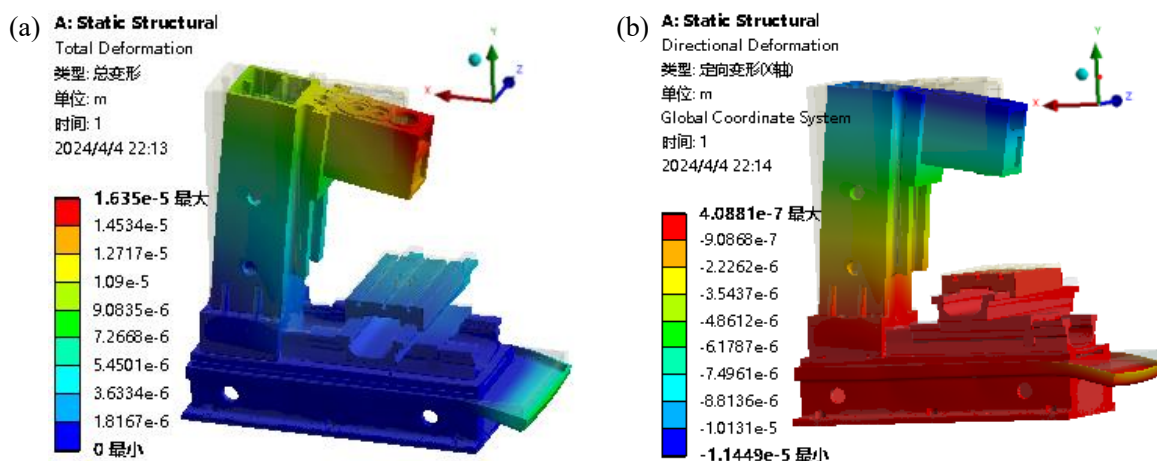 (a)
A: Static Structural
Total Deformation
类型: 总变形
单位: m
时间: 1
2024/4/4 22:13
1.635e-5 最大
1.4534e-5
1.2717e-5
1.09e-5
9.0835e-6
7.2668e-6
5.4501e-6
3.6334e-6
1.8167e-6
0 最小
Y
X
Z
(b)
A: Static Structural
Directional Deformation
类型: 定向变形(X轴)
单位: m
Global Coordinate System
时间: 1
2024/4/4 22:14
4.0881e-7 最大
-9.0868e-7
-2.2262e-6
-3.5437e-6
-4.8612e-6
-6.1787e-6
-7.4961e-6
-8.8136e-6
-1.0131e-5
-1.1449e-5 最小
Y
X
Z